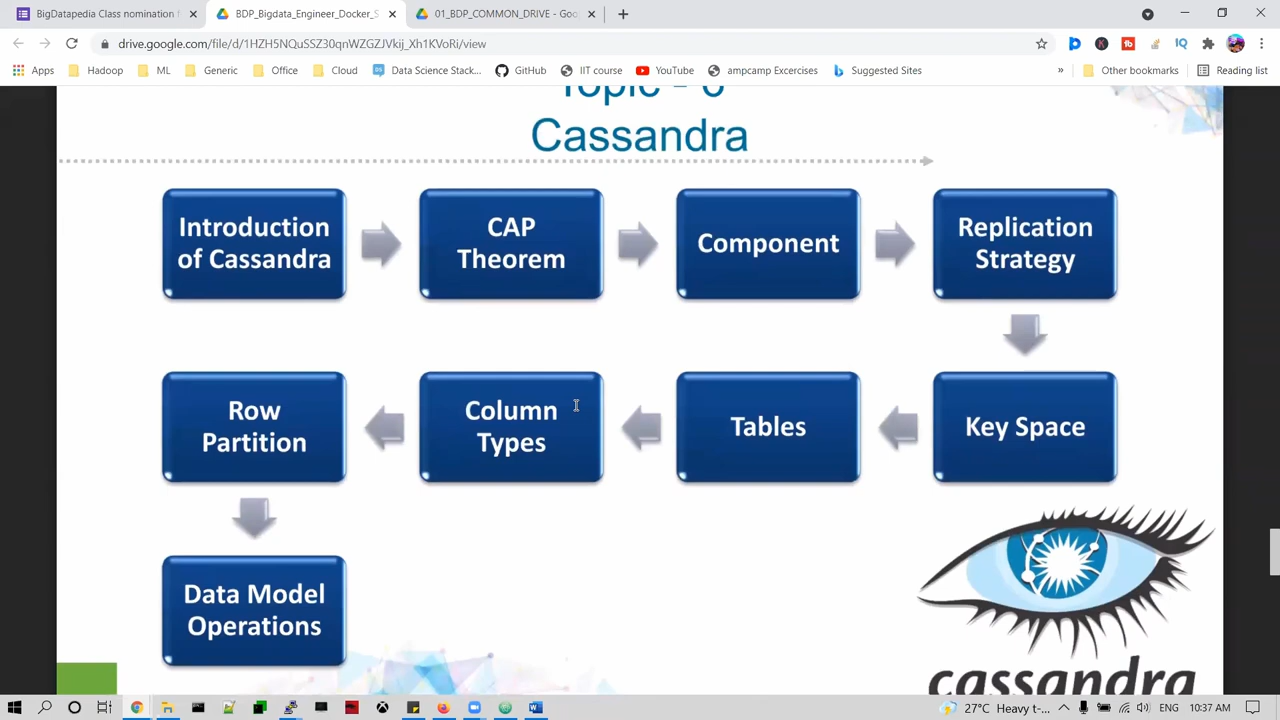 BigDatapedia Class nomination f
BDP_Bigdata_Engineer_Docker_S
01_BDP_COMMON_DRIVE - Goo
drive.google.com/file/d/1HZH5NQuSSZ30qnWZGZJVkij_Xh1KVoRi/view
Apps
Hadoop
ML
Generic
Office
Cloud
Data Science Stack...
GitHub
IIT course
YouTube
ampcamp Excercises
Suggested Sites
»
Other bookmarks
Reading list
Topic - 6
Cassandra
Introduction
of Cassandra
CAP
Theorem
Component
Replication
Strategy
Key Space
Tables
Column
Types
Row
Partition
Data Model
Operations
cassandra
27°C Heavy t...
ENG
10:37 AM